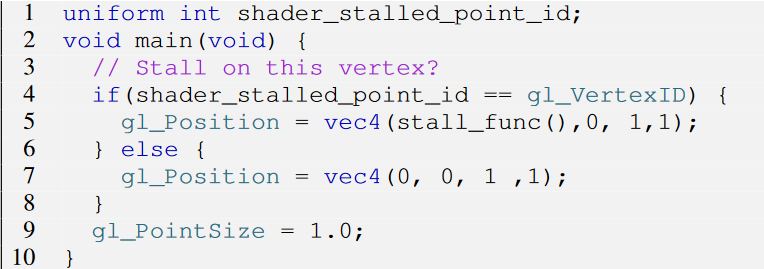 1 uniform int shader_stalled_point_id;
2 void main(void) {
3 // Stall on this vertex?
4 if(shader_stalled_point_id == gl_VertexID) {
5 gl_Position = vec4(stall_func(),0, 1,1);
6 } else {
7 gl_Position = vec4(0, 0, 1 ,1);
8 }
9 gl_PointSize = 1.0;
10 }